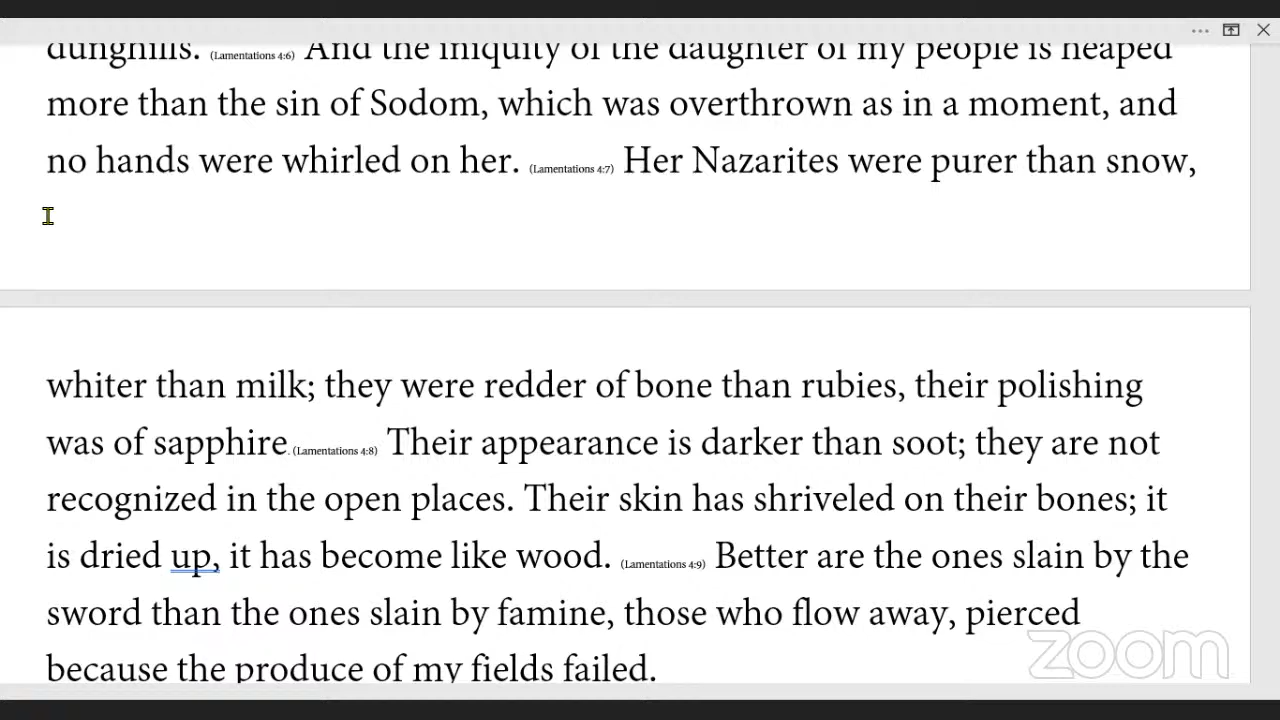 dunghills. (Lamentations 4:6) And the iniquity of the daughter of my people is heaped
more than the sin of Sodom, which was overthrown as in a moment, and
no hands were whirled on her. (Lamentations 4:7) Her Nazarites were purer than snow,
whiter than milk; they were redder of bone than rubies, their polishing
was of sapphire. (Lamentations 4:8) Their appearance is darker than soot; they are not
recognized in the open places. Their skin has shriveled on their bones; it
is dried up, it has become like wood. (Lamentations 4:9) Better are the ones slain by the
sword than the ones slain by famine, those who flow away, pierced
because the produce of my fields failed.
zoom